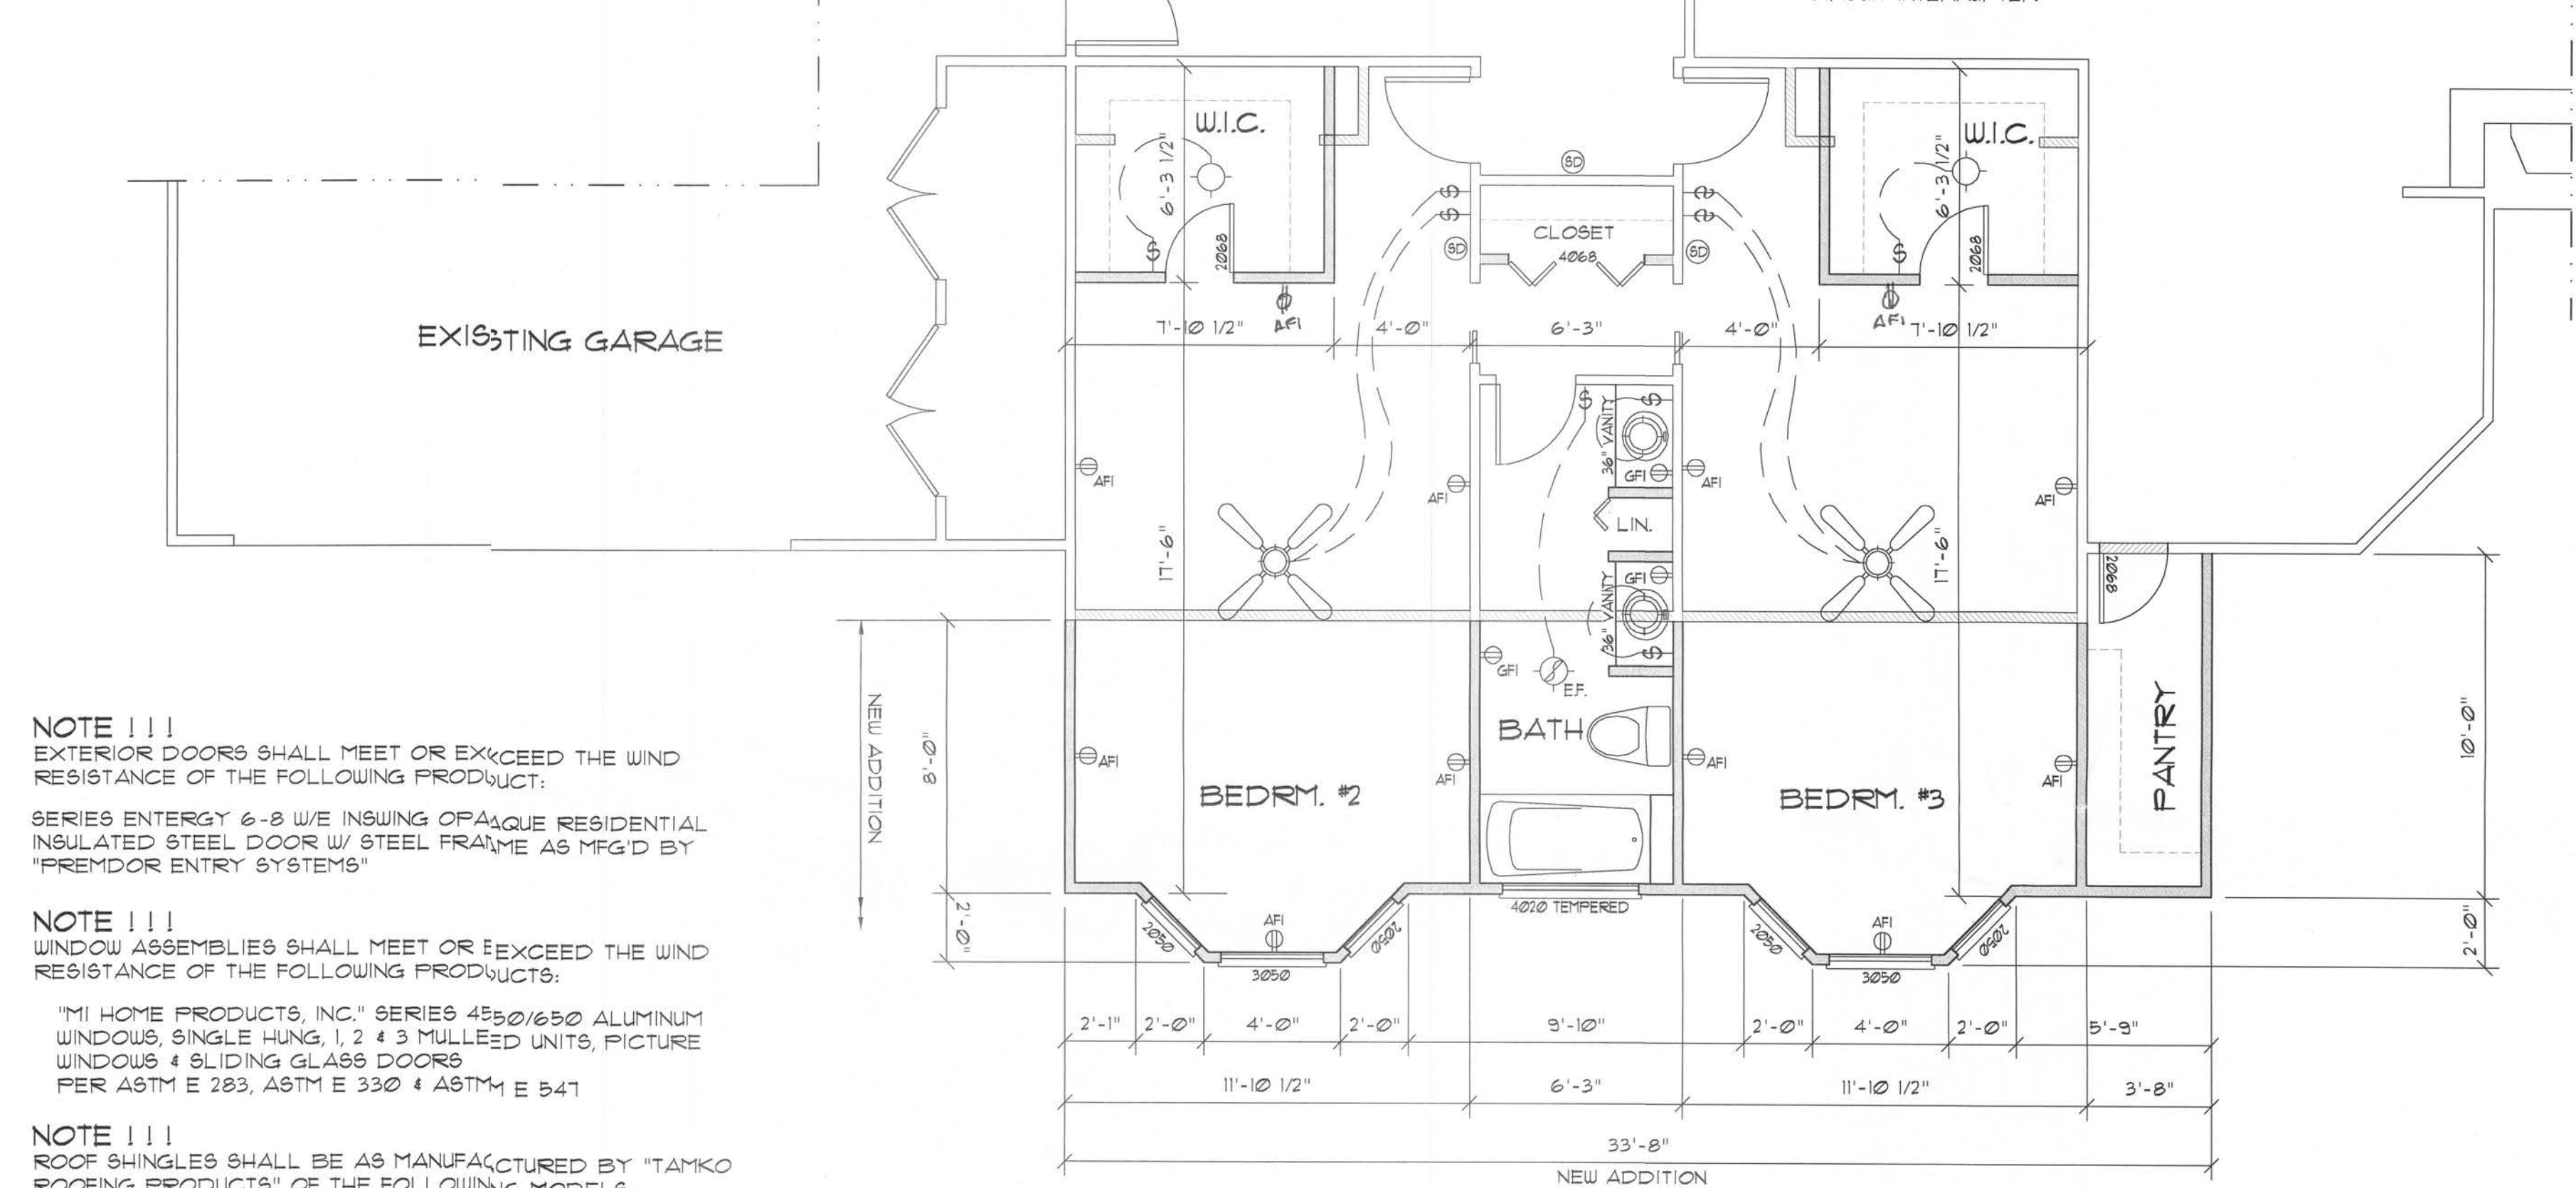 W.I.C.
W.I.C.
6'-3 1/2"
6'-3 1/2"
SD
S
S
S
S
CLOSET
4068
SD
SD
S
S
2068
2068
EXISTING GARAGE
AFI
AFI
7'-10 1/2"
4'-0"
6'-3"
4'-0"
7'-10 1/2"
S
S
36" VANITY
GFI
AFI
AFI
AFI
AFI
LIN.
17'-6"
17'-6"
2068
GFI
36" VANITY
S
GFI
E.F.
NEW ADDITION
8'-0"
BATH
PANTRY
10'-0"
AFI
AFI
AFI
AFI
BEDRM. #2
BEDRM. #3
NOTE ! ! !
EXTERIOR DOORS SHALL MEET OR EXCEED THE WIND
RESISTANCE OF THE FOLLOWING PRODUCT:
SERIES ENTERGY 6-8 W/E INSWING OPAAQUE RESIDENTIAL
INSULATED STEEL DOOR W/ STEEL FRAME AS MFG'D BY
"PREMDOR ENTRY SYSTEMS"
NOTE ! ! !
WINDOW ASSEMBLIES SHALL MEET OR EXCEED THE WIND
RESISTANCE OF THE FOLLOWING PRODUCTS:
"MI HOME PRODUCTS, INC." SERIES 450/650 ALUMINUM
WINDOWS, SINGLE HUNG, 1, 2 & 3 MULLED UNITS, PICTURE
WINDOWS & SLIDING GLASS DOORS
PER ASTM E 283, ASTM E 330 & ASTM E 547
NOTE ! ! !
ROOF SHINGLES SHALL BE AS MANUFACTURED BY "TAMKO
ROOFING PRODUCTS" OF THE FOLLOWING MODELS
2'-0"
4020 TEMPERED
2'-0"
AFI
AFI
2050
2050
2050
2050
3050
3050
2'-1"
2'-0"
4'-0"
2'-0"
9'-10"
2'-0"
4'-0"
2'-0"
5'-9"
11'-10 1/2"
6'-3"
11'-10 1/2"
3'-8"
33'-8"
NEW ADDITION